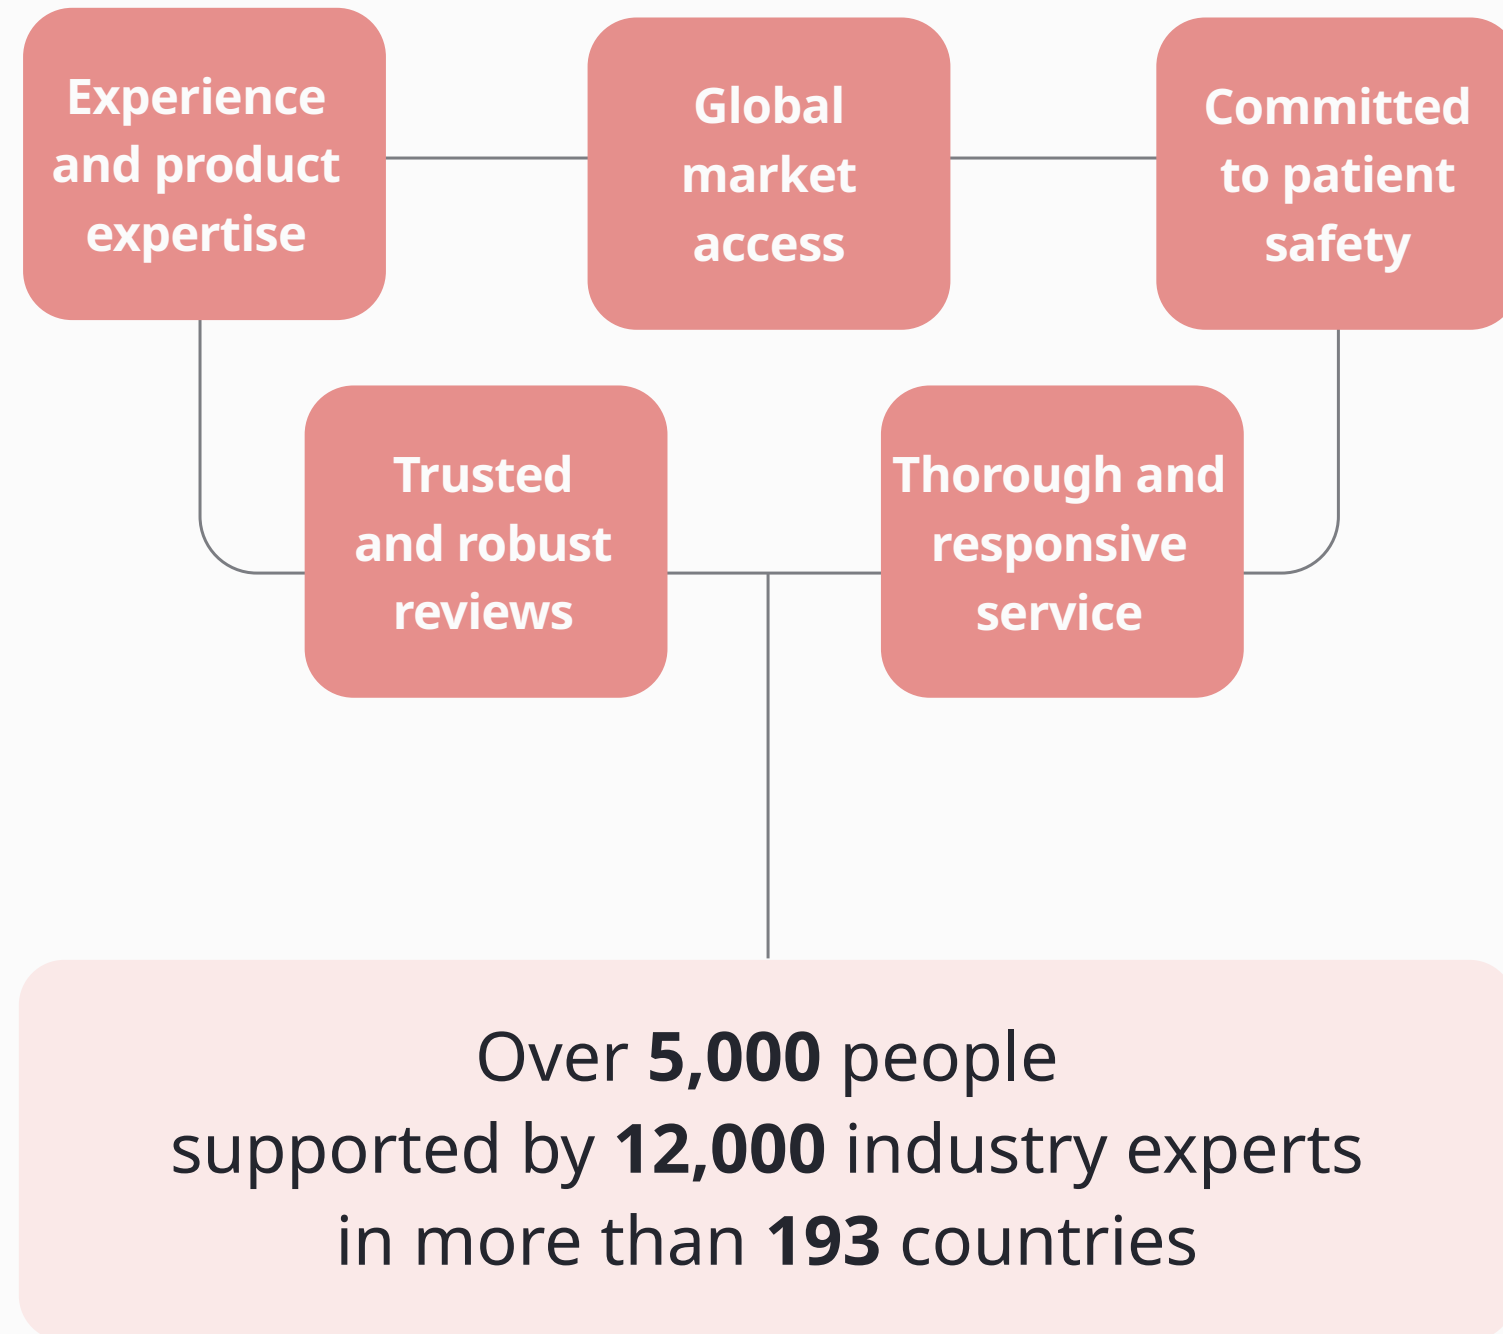 Experience
and product
expertise
Global
market
access
Committed
to patient
safety
Trusted
and robust
reviews
Thorough and
responsive
service
Over 5,000 people
supported by 12,000 industry experts
in more than 193 countries